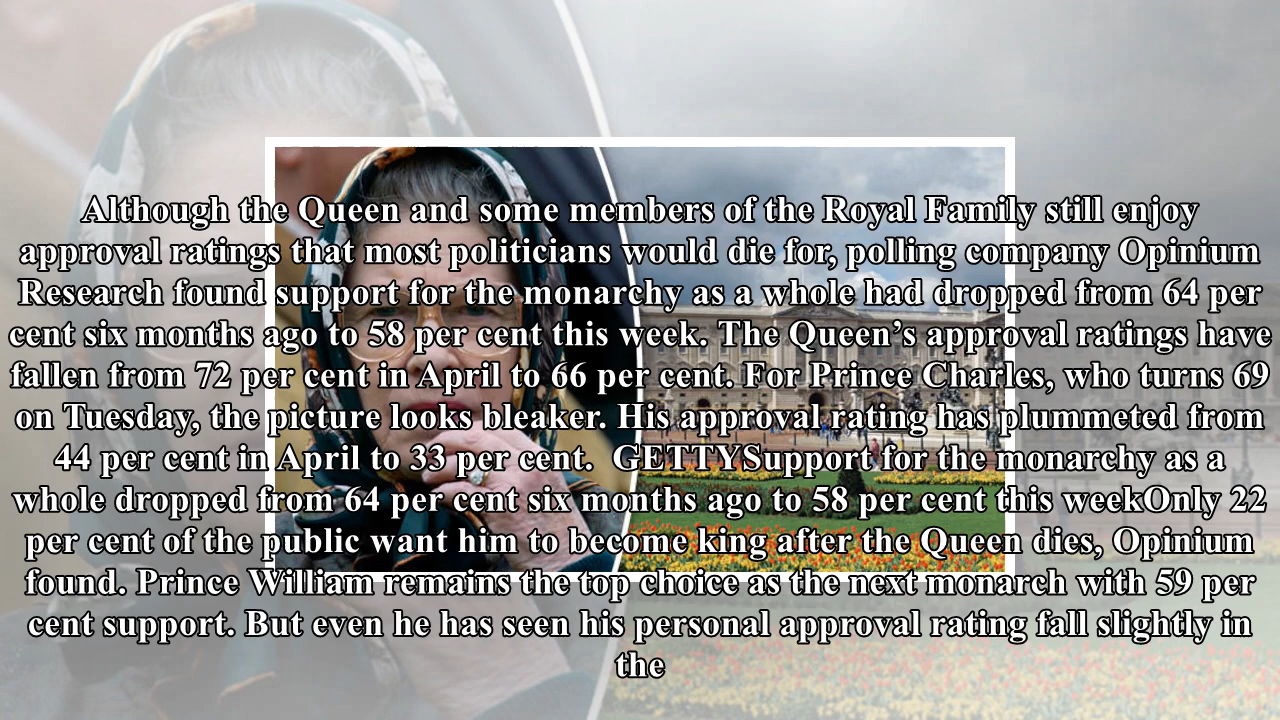 Although the Queen and some members of the Royal Family still enjoy
approval ratings that most politicians would die for, polling company Opinium
Research found support for the monarchy as a whole had dropped from 64 per
cent six months ago to 58 per cent this week. The Queen’s approval ratings have
fallen from 72 per cent in April to 66 per cent. For Prince Charles, who turns 69
on Tuesday, the picture looks bleaker. His approval rating has plummeted from
44 per cent in April to 33 per cent.  GETTYSupport for the monarchy as a
whole dropped from 64 per cent six months ago to 58 per cent this weekOnly 22
per cent of the public want him to become king after the Queen dies, Opinium
found. Prince William remains the top choice as the next monarch with 59 per
cent support. But even he has seen his personal approval rating fall slightly in
the